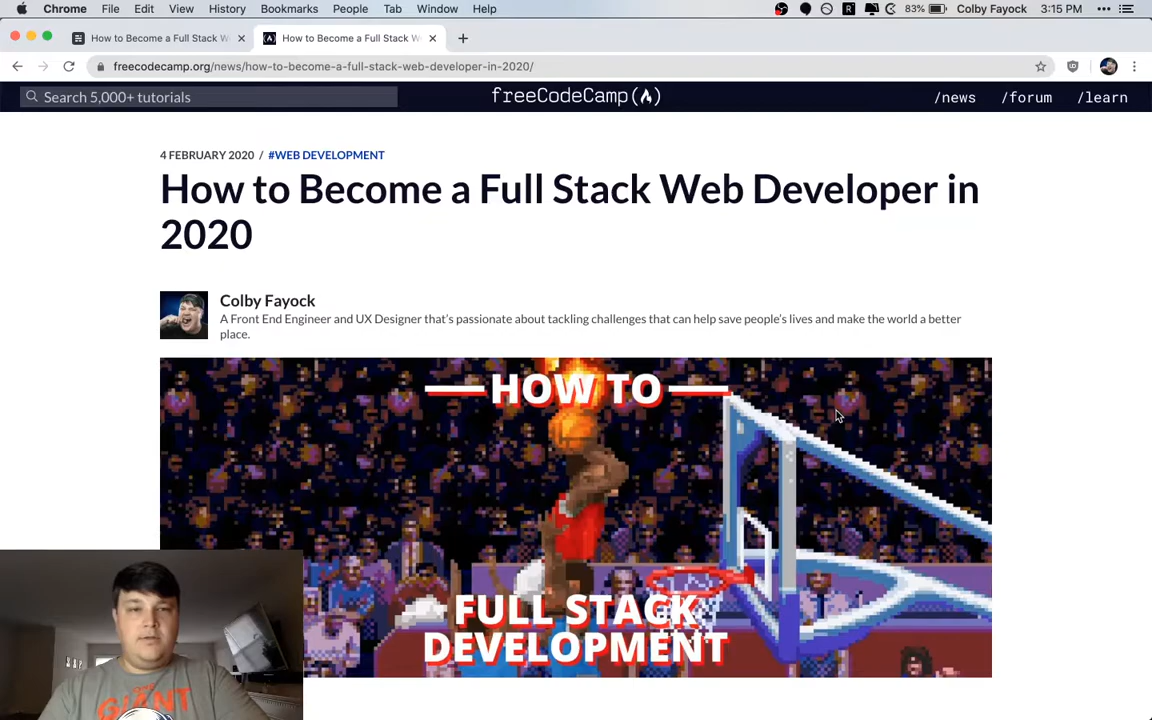 Chrome File Edit View History Bookmarks People Tab Window Help 83% Colby Fayock 3:15 PM
How to Become a Full Stack W
How to Become a Full Stack W
freecodecamp.org/news/how-to-become-a-full-stack-web-developer-in-2020/
Search 5,000+ tutorials
freeCodeCamp
/news /forum /learn
4 FEBRUARY 2020 / #WEB DEVELOPMENT
How to Become a Full Stack Web Developer in
2020
Colby Fayock
A Front End Engineer and UX Designer that's passionate about tackling challenges that can help save people's lives and make the world a better
place.
HOW TO
FULL STACK
DEVELOPMENT
GIANT